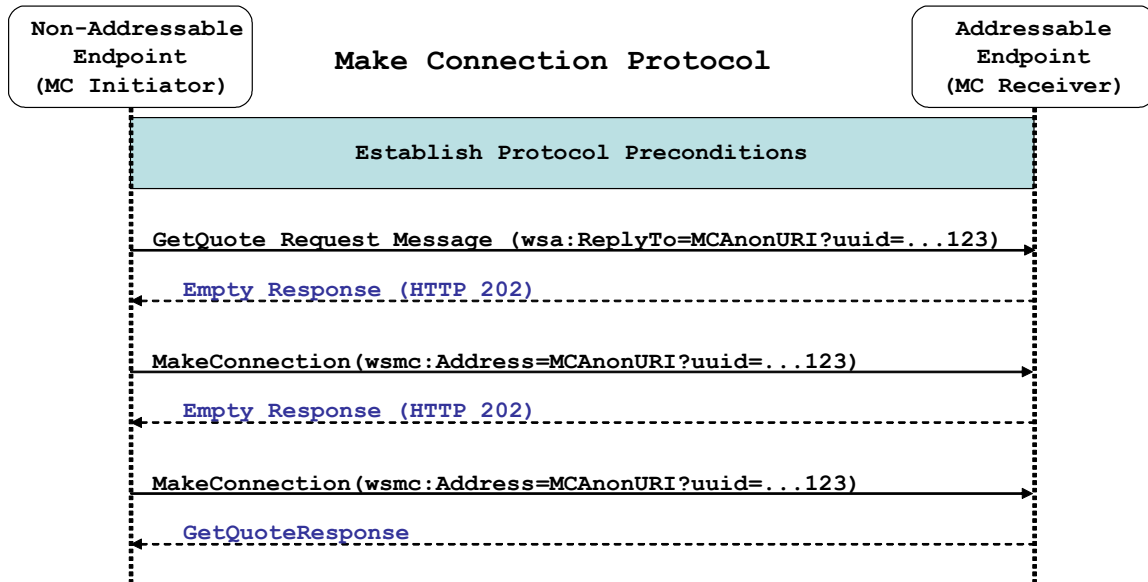 Non-Addressable
Endpoint
(MC Initiator)
Make Connection Protocol
Addressable
Endpoint
(MC Receiver)
Establish Protocol Preconditions
GetQuote Request Message (wsa:ReplyTo=MCAnonURI?uuid=...123)
Empty Response (HTTP 202)
MakeConnection(wsmc:Address=MCAnonURI?uuid=...123)
Empty Response (HTTP 202)
MakeConnection(wsmc:Address=MCAnonURI?uuid=...123)
GetQuoteResponse